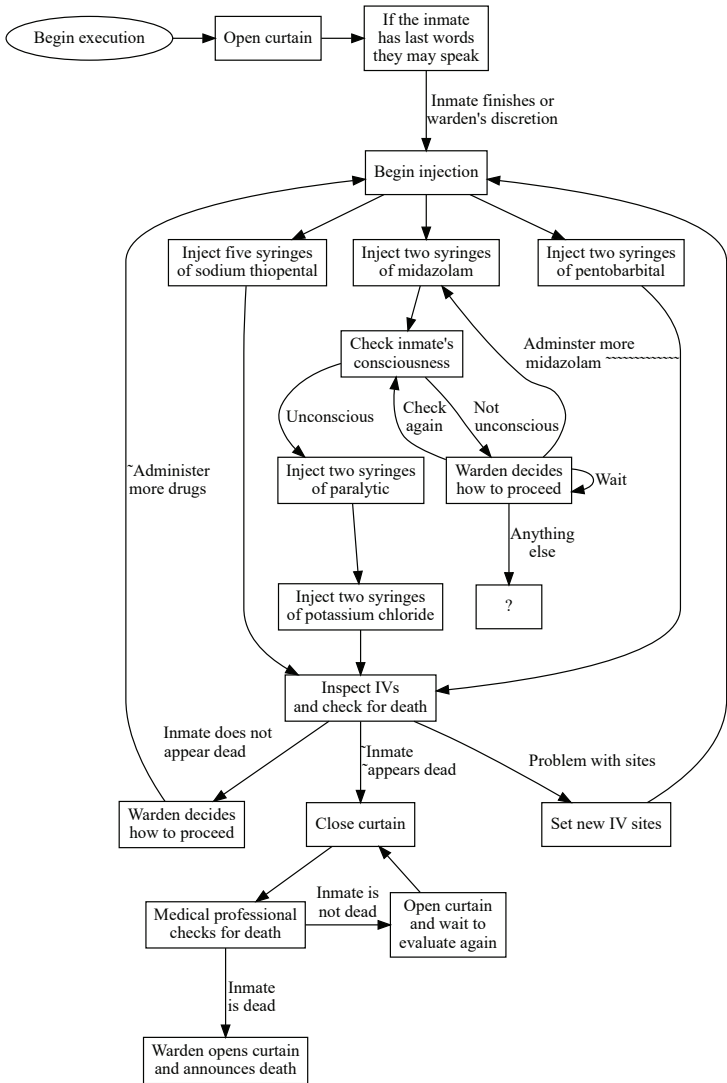 Begin execution
Open curtain
If the inmate
has last words
they may speak
Inmate finishes or
warden's discretion
Begin injection
Inject five syringes
of sodium thiopental
Inject two syringes
of midazolam
Inject two syringes
of pentobarbital
Check inmate's
consciousness
Adminster more
midazolam ~~~~~~~~~~~~
Unconscious
Check
again
Not
unconscious
~Administer
more drugs
Inject two syringes
of paralytic
Warden decides
how to proceed
Wait
Anything
else
Inject two syringes
of potassium chloride
?
Inspect IVs
and check for death
Inmate does not
appear dead
~Inmate
~appears dead
Problem with sites
Warden decides
how to proceed
Close curtain
Set new IV sites
Medical professional
checks for death
Inmate is
not dead
Open curtain
and wait to
evaluate again
Inmate
is dead
Warden opens curtain
and announces death